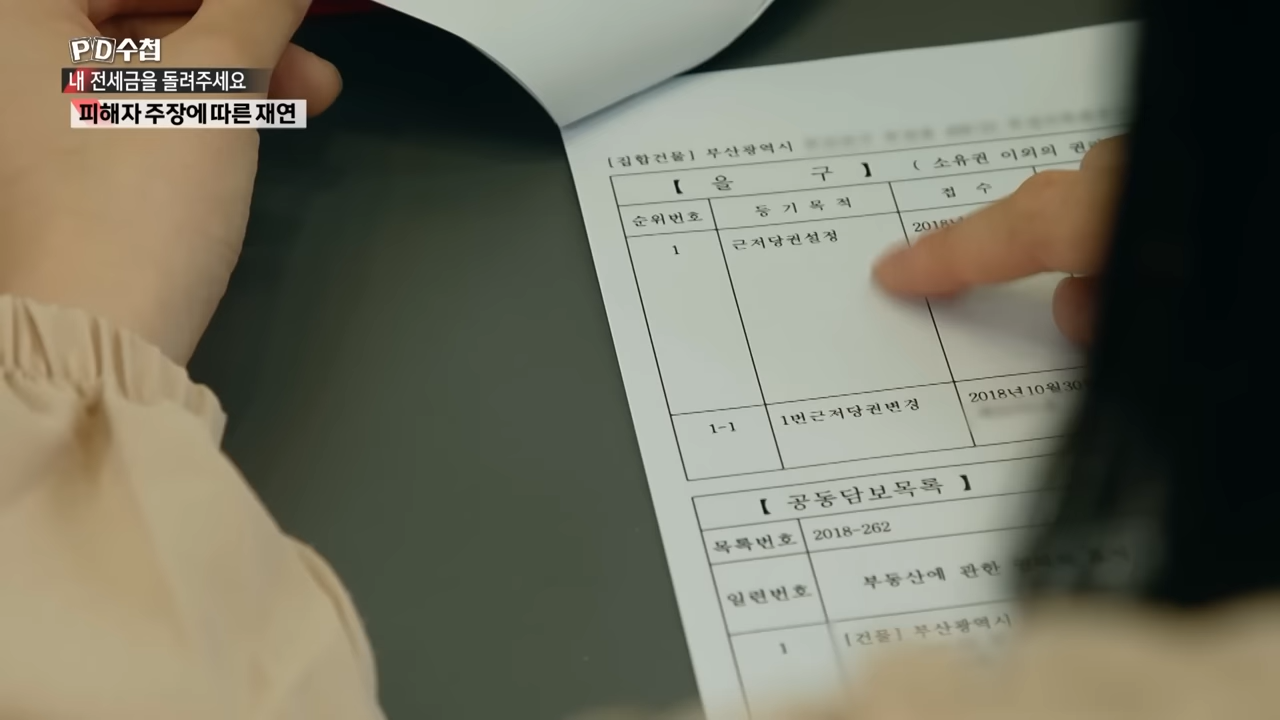 PD수첩
내 전세금을 돌려주세요
피해자 주장에 따른 재연
[집합건물] 부산광역시
【 을 구 】 ( 소유권 이외의
순위번호 등 기 목 적 접 수
1 근저당권설정 2018년
1-1 1번근저당권변경 2018년10월30
【 공동담보목록 】
목록번호 2018-262
일련번호 부동산에 관한
1 [건물] 부산광역시